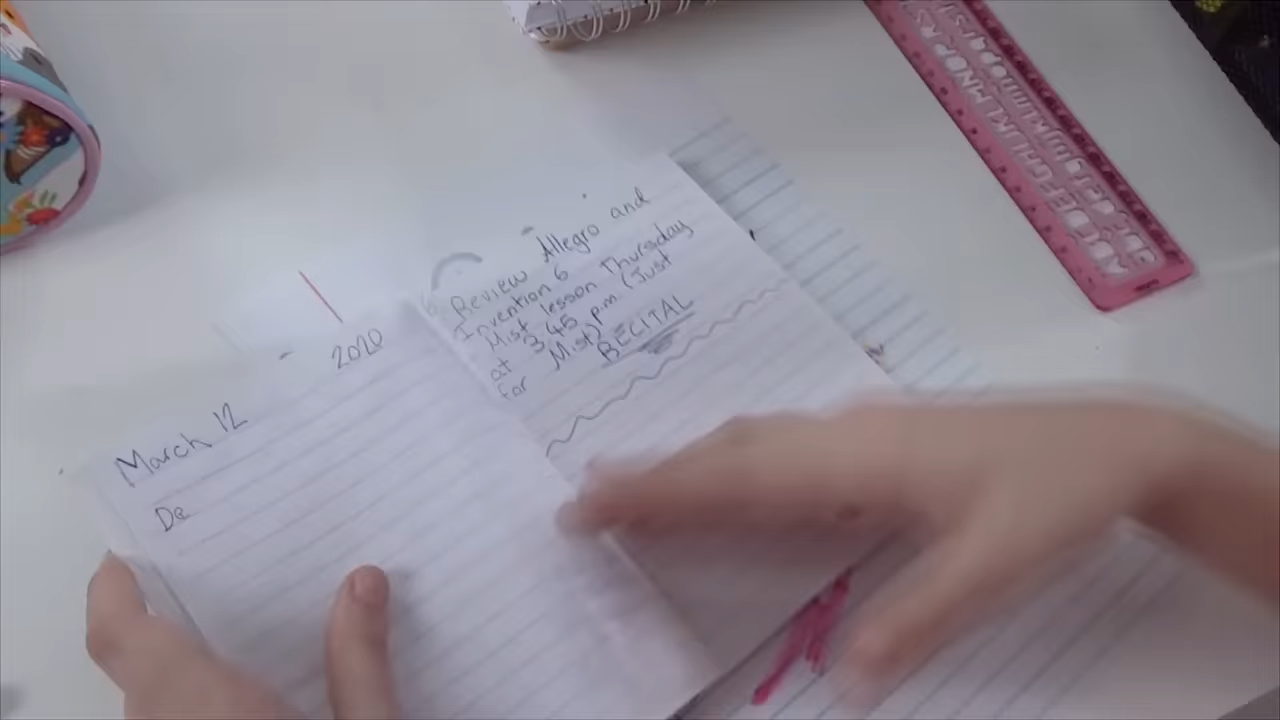 March 12
2020
De
Review Allegro and
Invention 6
Mist lesson Thursday
at 3:45 p.m. (Just
for Mist)
RECITAL